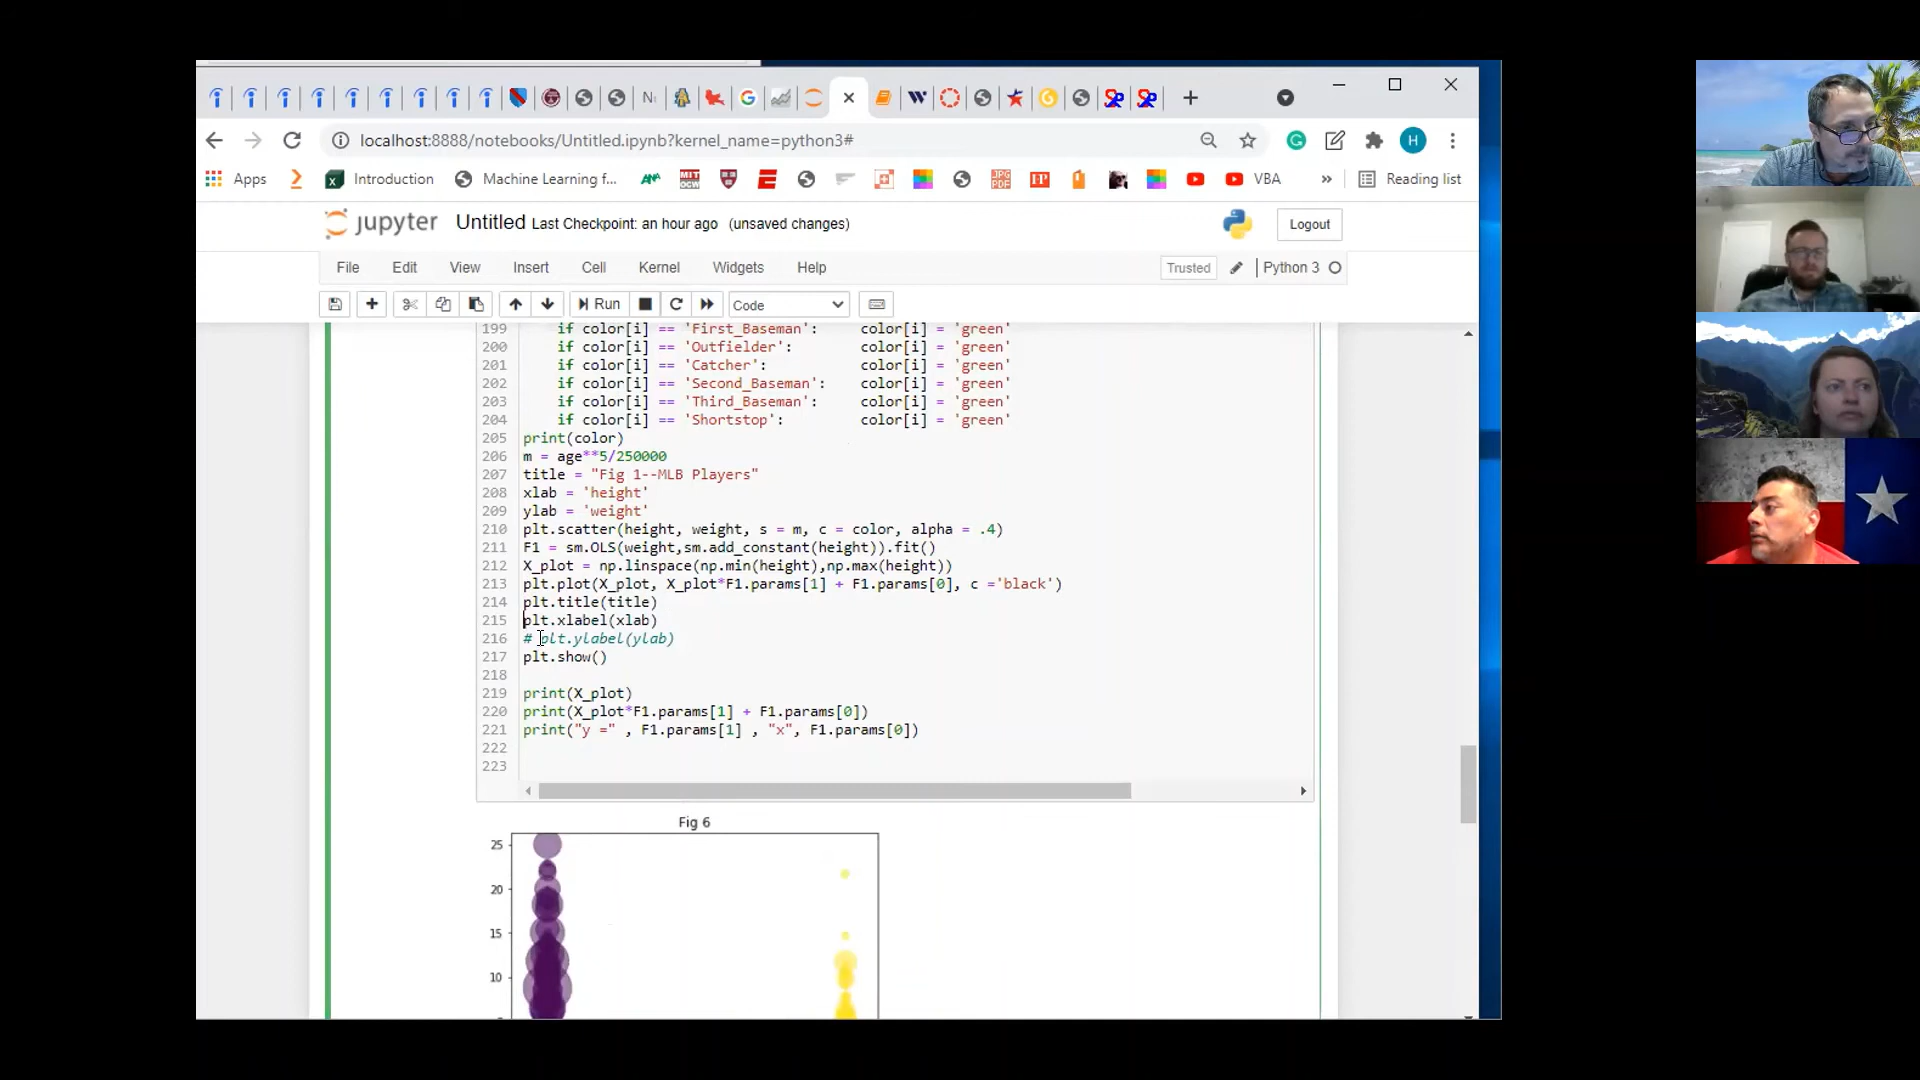 localhost:8888/notebooks/Untitled.ipynb?kernel_name=python3#
Apps Introduction Machine Learning f... VBA » Reading list
jupyter Untitled Last Checkpoint: an hour ago (unsaved changes) Logout
File Edit View Insert Cell Kernel Widgets Help Trusted Python 3
Run Code
199 if color[i] == 'First_Baseman': color[i] = 'green'
200 if color[i] == 'Outfielder': color[i] = 'green'
201 if color[i] == 'Catcher': color[i] = 'green'
202 if color[i] == 'Second_Baseman': color[i] = 'green'
203 if color[i] == 'Third_Baseman': color[i] = 'green'
204 if color[i] == 'Shortstop': color[i] = 'green'
205 print(color)
206 m = age**5/250000
207 title = "Fig 1--MLB Players"
208 xlab = 'height'
209 ylab = 'weight'
210 plt.scatter(height, weight, s = m, c = color, alpha = .4)
211 F1 = sm.OLS(weight,sm.add_constant(height)).fit()
212 X_plot = np.linspace(np.min(height),np.max(height))
213 plt.plot(X_plot, X_plot*F1.params[1] + F1.params[0], c ='black')
214 plt.title(title)
215 plt.xlabel(xlab)
216 # plt.ylabel(ylab)
217 plt.show()
218
219 print(X_plot)
220 print(X_plot*F1.params[1] + F1.params[0])
221 print("y =" , F1.params[1] , "x", F1.params[0])
222
223
Fig 6
25
20
15
10